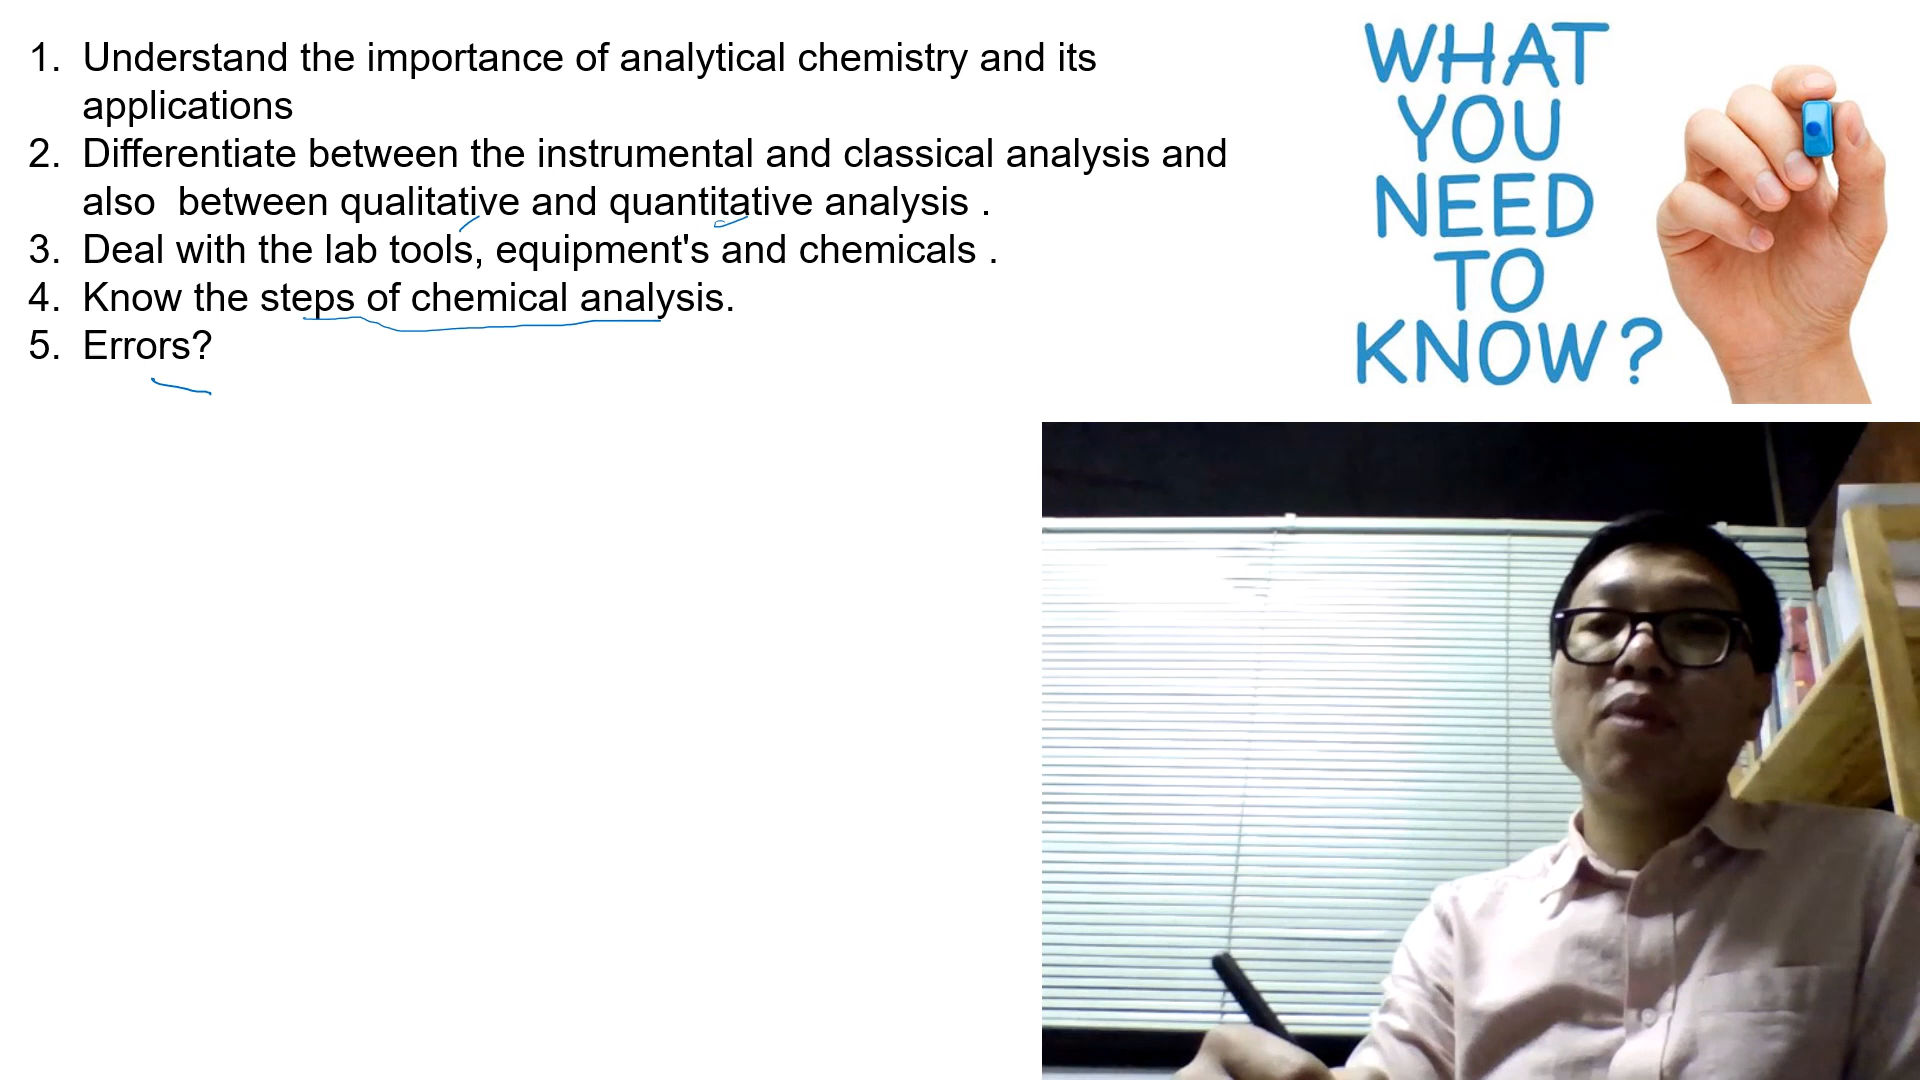 1. Understand the importance of analytical chemistry and its
applications
2. Differentiate between the instrumental and classical analysis and
also  between qualitative and quantitative analysis .
3. Deal with the lab tools, equipment's and chemicals .
4. Know the steps of chemical analysis.
5. Errors?
WHAT
YOU
NEED
TO
KNOW?